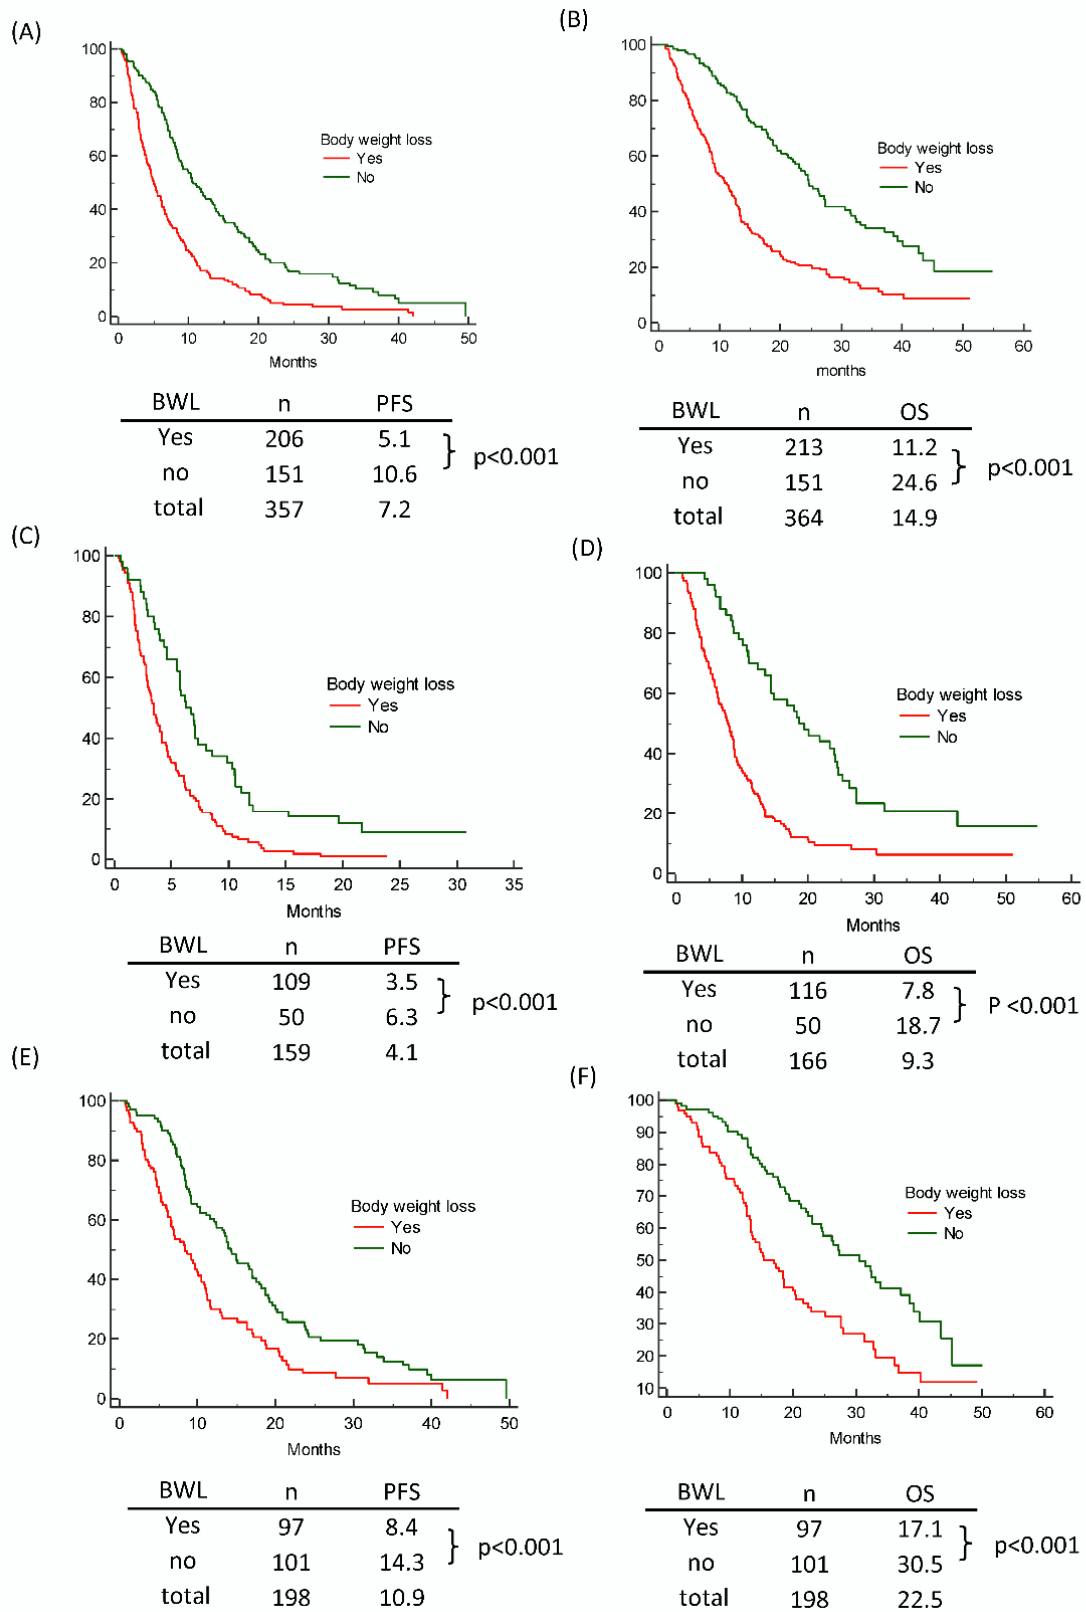 (A)
100
80
60
40
20
0
Body weight loss
Yes
No
0 10 20 30 40 50
Months
BWL n PFS
Yes 206 5.1
no 151 10.6
total 357 7.2
} p<0.001
(B)
100
80
60
40
20
0
Body weight loss
Yes
No
0 10 20 30 40 50 60
months
BWL n OS
Yes 213 11.2
no 151 24.6
total 364 14.9
} p<0.001
(C)
100
80
60
40
20
0
Body weight loss
Yes
No
0 5 10 15 20 25 30 35
Months
BWL n PFS
Yes 109 3.5
no 50 6.3
total 159 4.1
} p<0.001
(D)
100
80
60
40
20
0
Body weight loss
Yes
No
0 10 20 30 40 50 60
Months
BWL n OS
Yes 116 7.8
no 50 18.7
total 166 9.3
} P <0.001
(E)
100
80
60
40
20
0
Body weight loss
Yes
No
0 10 20 30 40 50
Months
BWL n PFS
Yes 97 8.4
no 101 14.3
total 198 10.9
} p<0.001
(F)
100
90
80
70
60
50
40
30
20
10
Body weight loss
Yes
No
0 10 20 30 40 50 60
Months
BWL n OS
Yes 97 17.1
no 101 30.5
total 198 22.5
} p<0.001